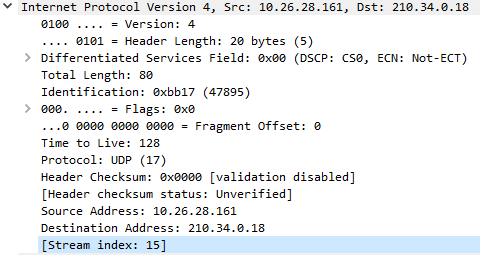 Internet Protocol Version 4, Src: 10.26.28.161, Dst: 210.34.0.18
0100 .... = Version: 4
.... 0101 = Header Length: 20 bytes (5)
Differentiated Services Field: 0x00 (DSCP: CS0, ECN: Not-ECT)
Total Length: 80
Identification: 0xbb17 (47895)
000. .... = Flags: 0x0
...0 0000 0000 0000 = Fragment Offset: 0
Time to Live: 128
Protocol: UDP (17)
Header Checksum: 0x0000 [validation disabled]
[Header checksum status: Unverified]
Source Address: 10.26.28.161
Destination Address: 210.34.0.18
[Stream index: 15]